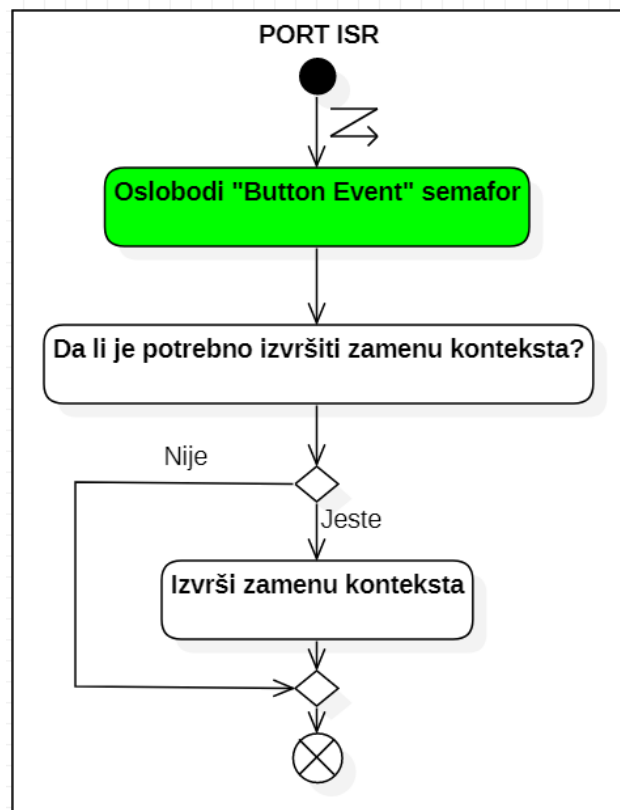 PORT ISR
Oslobodi "Button Event" semafor
Da li je potrebno izvršiti zamenu konteksta?
Nije
Jeste
Izvrši zamenu konteksta